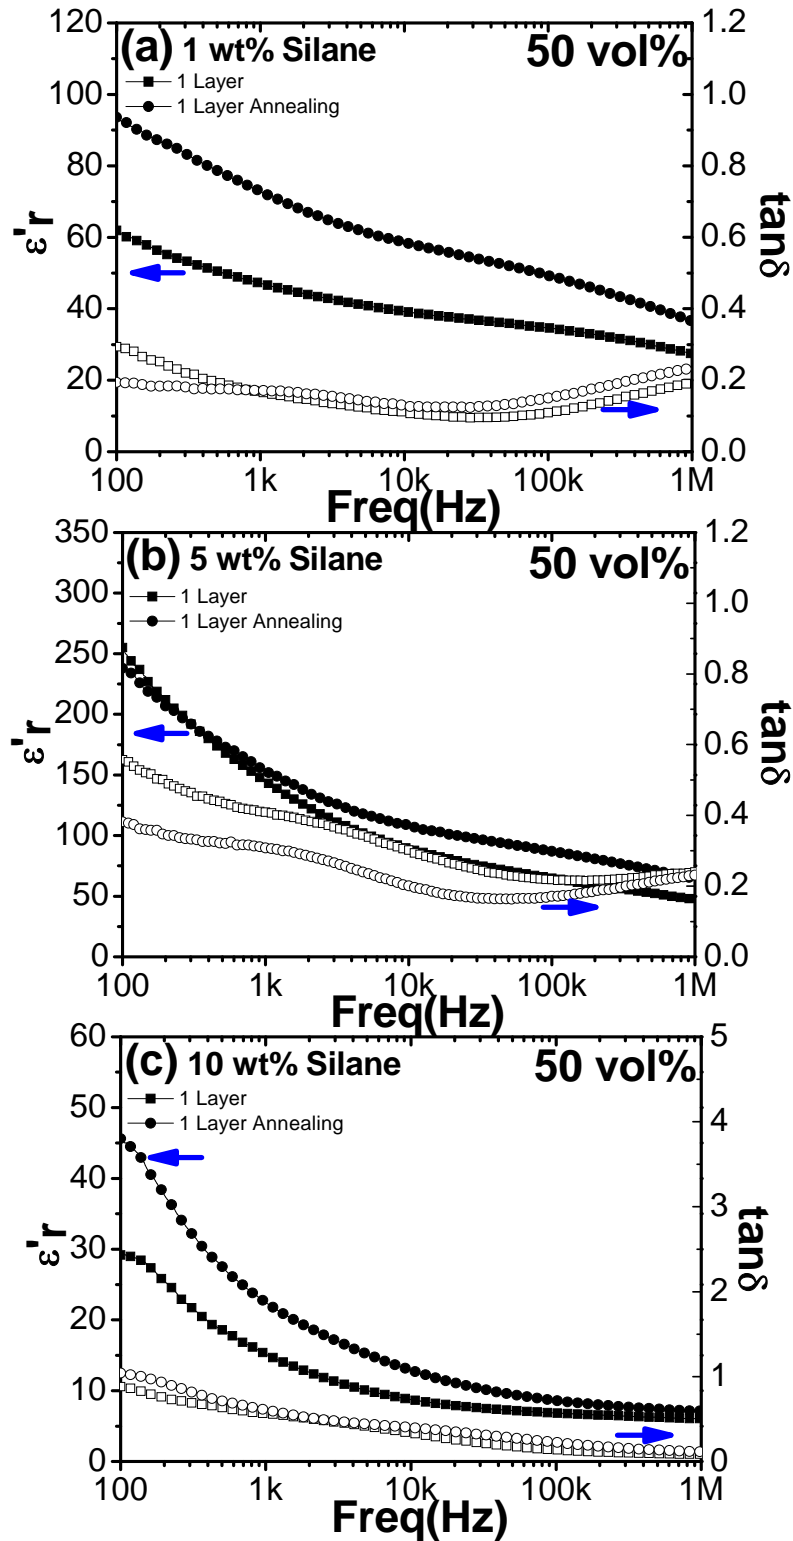 (a) 1 wt% Silane 50 vol%
1 Layer
1 Layer Annealing
120
100
80
60
40
20
0
ε'r
1.2
1.0
0.8
0.6
0.4
0.2
0.0
tanδ
100 1k 10k 100k 1M
Freq(Hz)
(b) 5 wt% Silane 50 vol%
1 Layer
1 Layer Annealing
350
300
250
200
150
100
50
0
ε'r
1.2
1.0
0.8
0.6
0.4
0.2
0.0
tanδ
100 1k 10k 100k 1M
Freq(Hz)
(c) 10 wt% Silane 50 vol%
1 Layer
1 Layer Annealing
60
50
40
30
20
10
0
ε'r
5
4
3
2
1
0
tanδ
100 1k 10k 100k 1M
Freq(Hz)